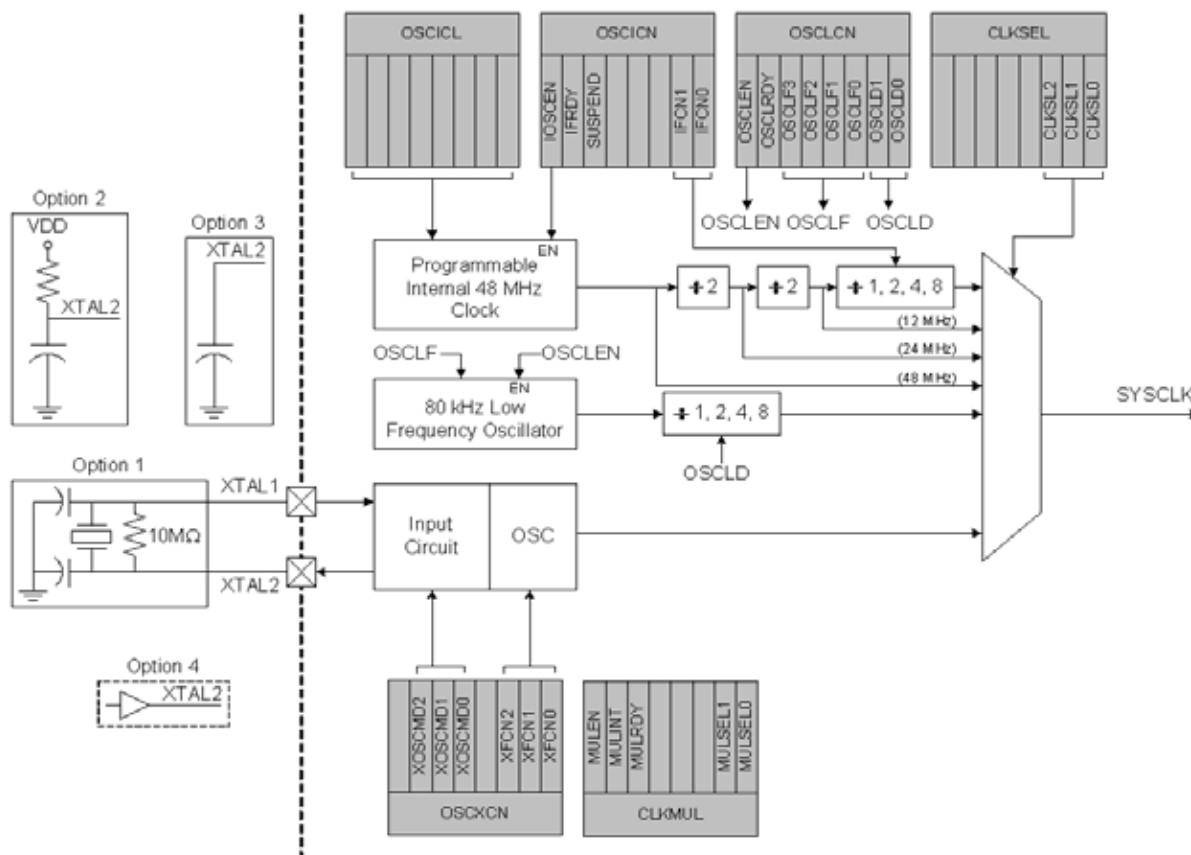 OSCICL
OSCICN
OSCLCN
CLKSEL
IOSCEN
IFRDY
SUSPEND
IFCN1
IFCN0
OSCLEN
OSCLRDY
OSCLF3
OSCLF2
OSCLF1
OSCLF0
OSCLD1
OSCLD0
CLKSL2
CLKSL1
CLKSL0
Option 2
VDD
XTAL2
Option 3
XTAL2
OSCLEN
OSCLF
OSCLD
EN
Programmable
Internal 48 MHz
Clock
÷ 2
÷ 2
÷ 1, 2, 4, 8
(12 MHz)
(24 MHz)
(48 MHz)
OSCLF
OSCLEN
EN
80 kHz Low
Frequency Oscillator
÷ 1, 2, 4, 8
OSCLD
SYSCLK
Option 1
XTAL1
10MΩ
XTAL2
Input
Circuit
OSC
Option 4
XTAL2
XOSCMD2
XOSCMD1
XOSCMD0
XFCN2
XFCN1
XFCN0
OSCXCN
MULEN
MULINT
MULRDY
MULSEL1
MULSEL0
CLKMUL